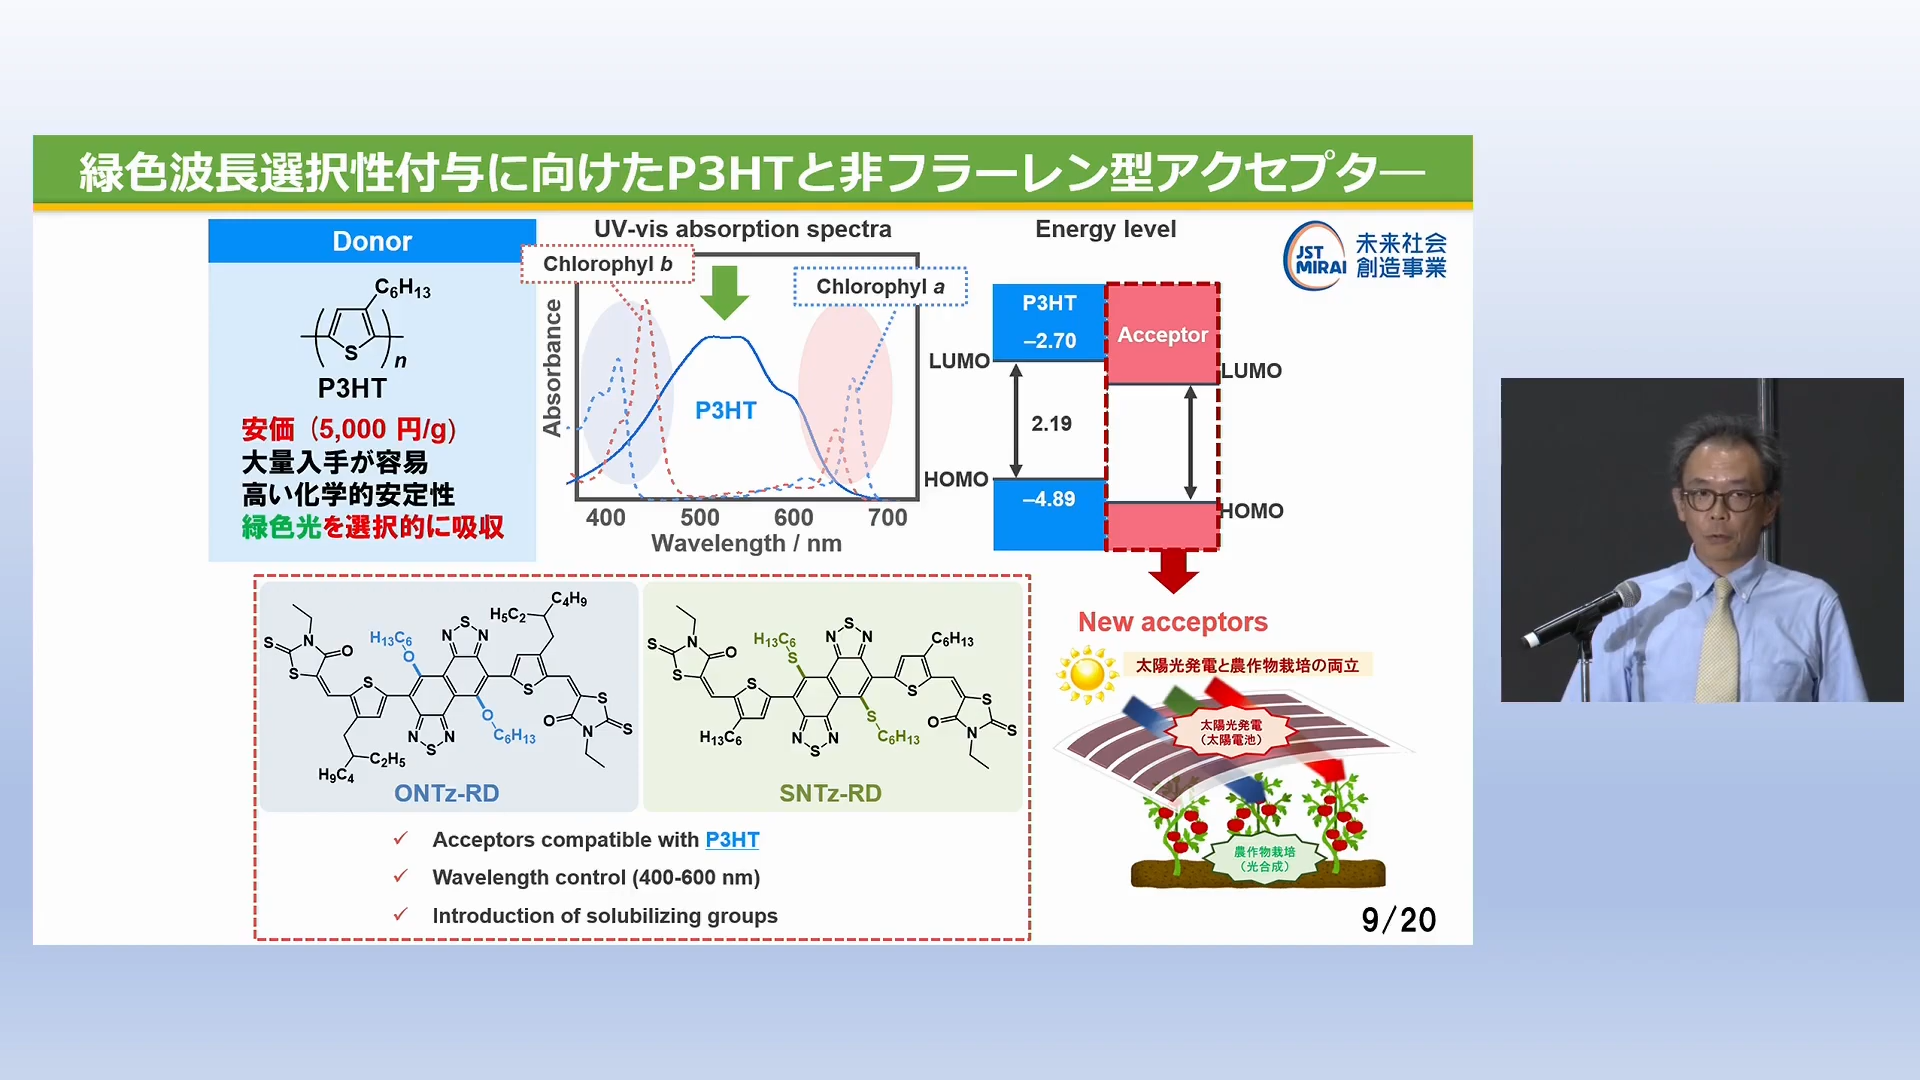 緑色波長選択性付与に向けたP3HTと非フラーレン型アクセプター
Donor
C6H13
S
n
P3HT
安価（5,000 円/g）
大量入手が容易
高い化学的安定性
緑色光を選択的に吸収
UV-vis absorption spectra
Chlorophyl b
Chlorophyl a
Absorbance
P3HT
400 500 600 700
Wavelength / nm
Energy level
P3HT
–2.70
Acceptor
LUMO
LUMO
2.19
HOMO
–4.89
HOMO
JST
MIRAI
未来社会
創造事業
New acceptors
太陽光発電と農作物栽培の両立
太陽光発電
（太陽電池）
農作物栽培
（光合成）
S
N
O
S
S
H13C6
O
N S N
H5C2
C4H9
S
S
S
O
N
O
C6H13
N S N
C2H5
H9C4
ONTz-RD
S
N
O
S
S
H13C6
S
N S N
C6H13
S
S
S
O
N
S
C6H13
N S N
H13C6
SNTz-RD
✓ Acceptors compatible with P3HT
✓ Wavelength control (400-600 nm)
✓ Introduction of solubilizing groups
9/20